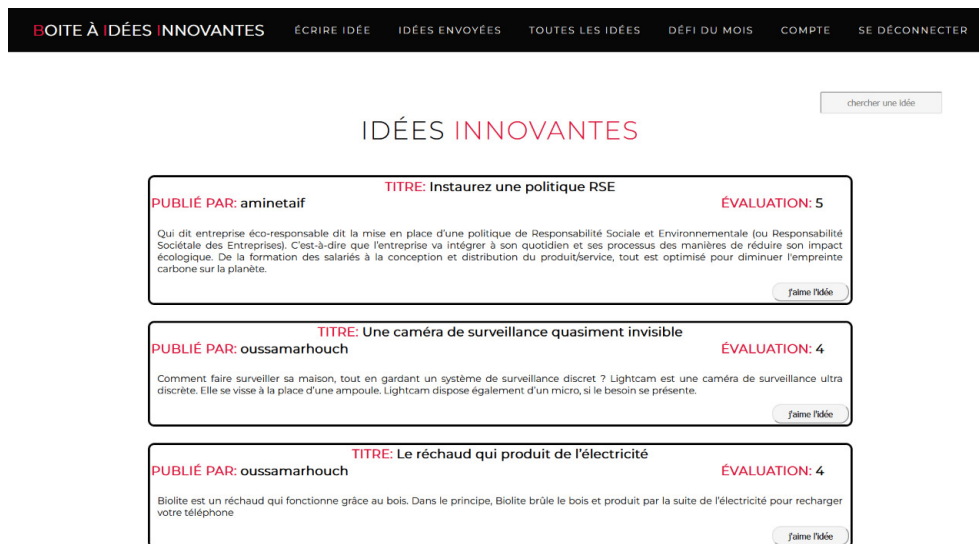 BOITE À IDÉES INNOVANTES ÉCRIRE IDÉE IDÉES ENVOYÉES TOUTES LES IDÉES DÉFI DU MOIS COMPTE SE DÉCONNECTER
chercher une idée
IDÉES INNOVANTES
TITRE: Instaurez une politique RSE
PUBLIÉ PAR: aminetaif ÉVALUATION: 5
Qui dit entreprise éco-responsable dit la mise en place d'une politique de Responsabilité Sociale et Environnementale (ou Responsabilité
Sociétale des Entreprises). C'est-à-dire que l'entreprise va intégrer à son quotidien et ses processus des manières de réduire son impact
écologique. De la formation des salariés à la conception et distribution du produit/service, tout est optimisé pour diminuer l'empreinte
carbone sur la planète.
j'aime l'idée
TITRE: Une caméra de surveillance quasiment invisible
PUBLIÉ PAR: oussamarhouch ÉVALUATION: 4
Comment faire surveiller sa maison, tout en gardant un système de surveillance discret ? Lightcam est une caméra de surveillance ultra
discrète. Elle se visse à la place d'une ampoule. Lightcam dispose également d'un micro, si le besoin se présente.
j'aime l'idée
TITRE: Le réchaud qui produit de l'électricité
PUBLIÉ PAR: oussamarhouch ÉVALUATION: 4
Biolite est un réchaud qui fonctionne grâce au bois. Dans le principe, Biolite brûle le bois et produit par la suite de l'électricité pour recharger
votre téléphone
j'aime l'idée